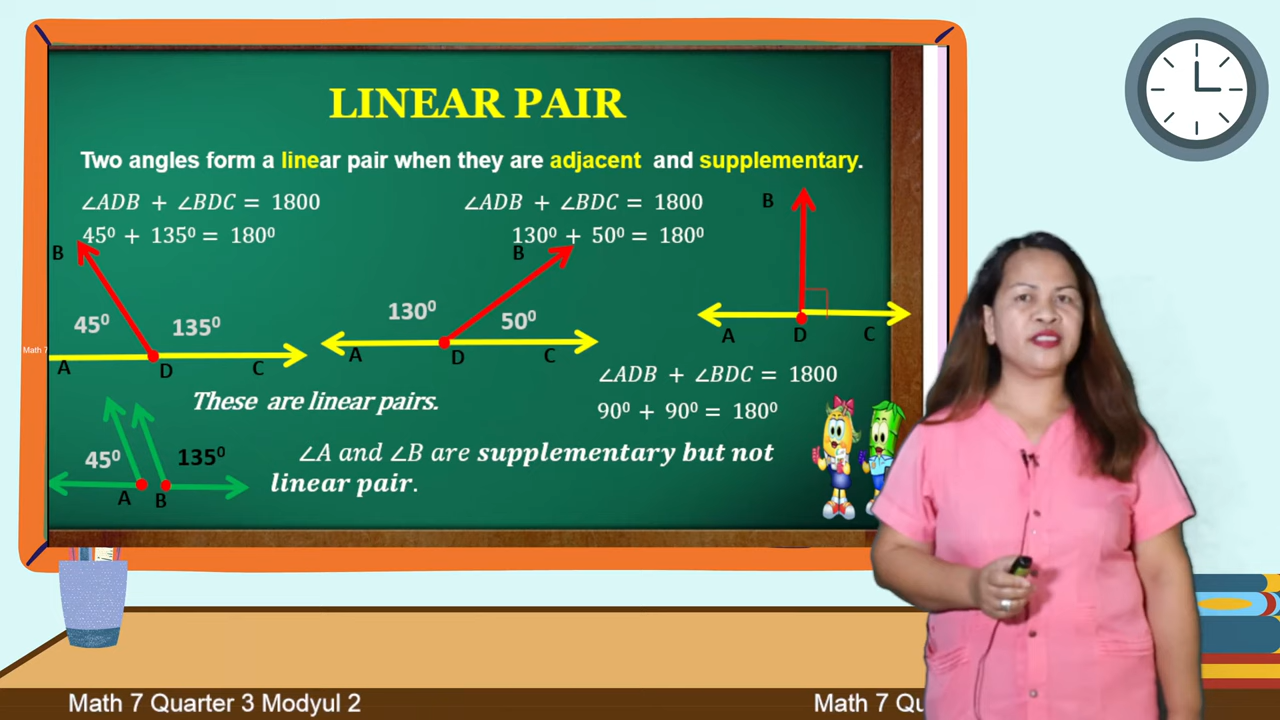 LINEAR PAIR
Two angles form a linear pair when they are adjacent and supplementary.
∠ADB + ∠BDC = 1800
45⁰ + 135⁰ = 180⁰
B
45⁰
135⁰
A
D
C
∠ADB + ∠BDC = 1800
130⁰ + 50⁰ = 180⁰
B
130⁰
50⁰
A
D
C
B
A
D
C
∠ADB + ∠BDC = 1800
90⁰ + 90⁰ = 180⁰
Math 7
These are linear pairs.
45⁰
135⁰
A
B
∠A and ∠B are supplementary but not
linear pair.
Math 7 Quarter 3 Modyul 2
Math 7 Qu